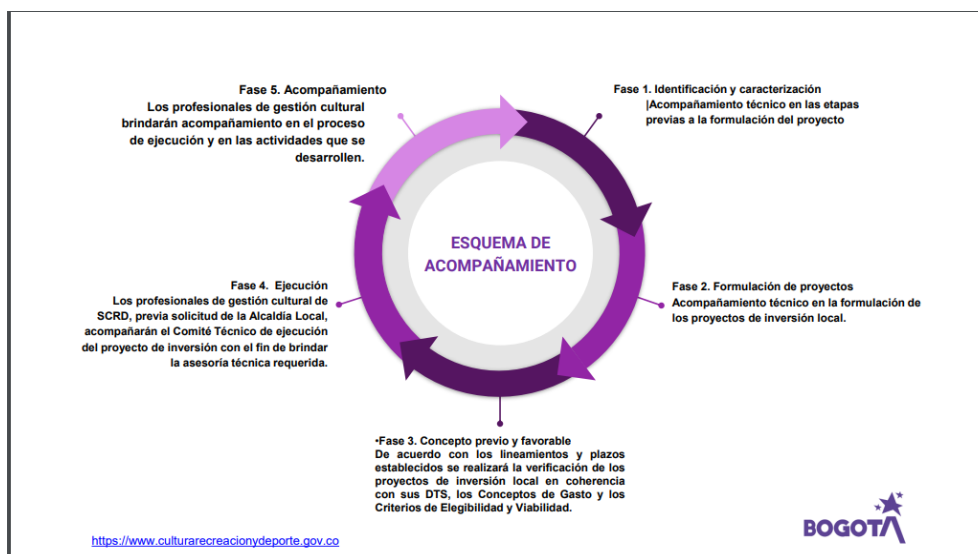 Fase 5. Acompañamiento
Los profesionales de gestión cultural
brindarán acompañamiento en el proceso
de ejecución y en las actividades que se
desarrollen.
Fase 1. Identificación y caracterización
|Acompañamiento técnico en las etapas
previas a la formulación del proyecto
ESQUEMA DE
ACOMPAÑAMIENTO
Fase 4. Ejecución
Los profesionales de gestión cultural de
SCRD, previa solicitud de la Alcaldía Local,
acompañarán el Comité Técnico de ejecución
del proyecto de inversión con el fin de brindar
la asesoría técnica requerida.
Fase 2. Formulación de proyectos
Acompañamiento técnico en la formulación de
los proyectos de inversión local.
•Fase 3. Concepto previo y favorable
De acuerdo con los lineamientos y plazos
establecidos se realizará la verificación de los
proyectos de inversión local en coherencia
con sus DTS, los Conceptos de Gasto y los
Criterios de Elegibilidad y Viabilidad.
https://www.culturarecreacionydeporte.gov.co
BOGOTÁ